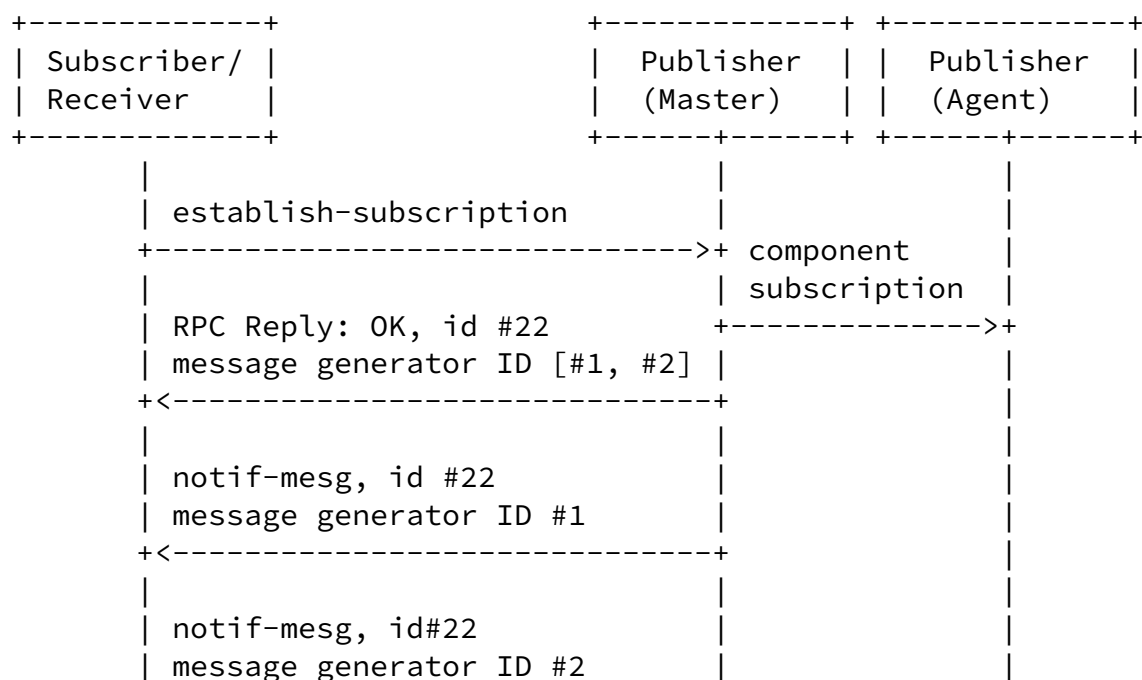 +-------------+                     +-------------+ +-------------+
| Subscriber/ |                     |  Publisher  | |  Publisher  |
| Receiver    |                     |  (Master)   | |  (Agent)    |
+-------------+                     +------+------+ +------+------+
       |                                   |               |
       | establish-subscription            |               |
       +---------------------------------->+ component     |
       |                                   | subscription  |
       | RPC Reply: OK, id #22             +-------------->+
       | message generator ID [#1, #2]     |               |
       +<----------------------------------+               |
       |                                   |               |
       | notif-mesg, id #22                |               |
       | message generator ID #1           |               |
       +<----------------------------------+               |
       |                                   |               |
       | notif-mesg, id#22                 |               |
       | message generator ID #2           |               |